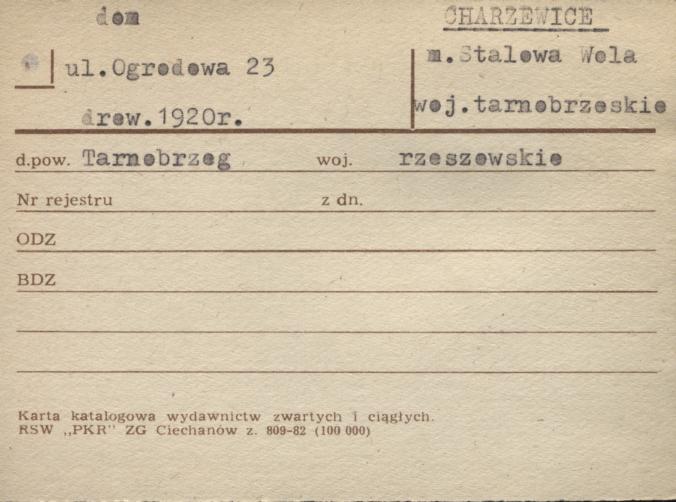 dom CHARZEWICE
ul.Ogrodowa 23 m.Stalowa Wola
drew.1920r. woj.tarnobrzeskie
d.pow. Tarnobrzeg woj. rzeszowskie
Nr rejestru z dn.
ODZ
BDZ
Karta katalogowa wydawnictw zwartych i ciągłych.
RSW „PKR" ZG Ciechanów z. 809-82 (100 000)